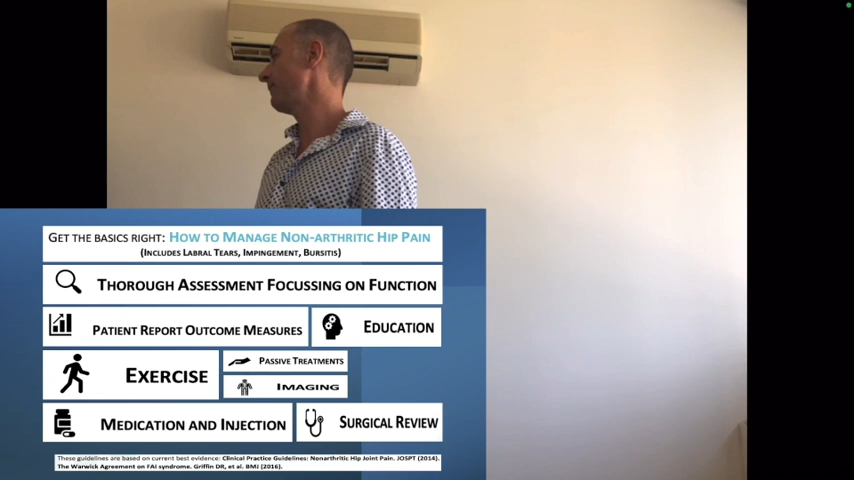 GET THE BASICS RIGHT: HOW TO MANAGE NON-ARTHRITIC HIP PAIN
(INCLUDES LABRAL TEARS, IMPINGEMENT, BURSITIS)
THOROUGH ASSESSMENT FOCUSSING ON FUNCTION
PATIENT REPORT OUTCOME MEASURES
EDUCATION
EXERCISE
PASSIVE TREATMENTS
IMAGING
MEDICATION AND INJECTION
SURGICAL REVIEW
These guidelines are based on current best evidence: Clinical Practice Guidelines: Nonarthritic Hip Joint Pain. JOSPT (2014).
The Warwick Agreement on FAI syndrome. Griffin DR, et al. BMJ (2016).